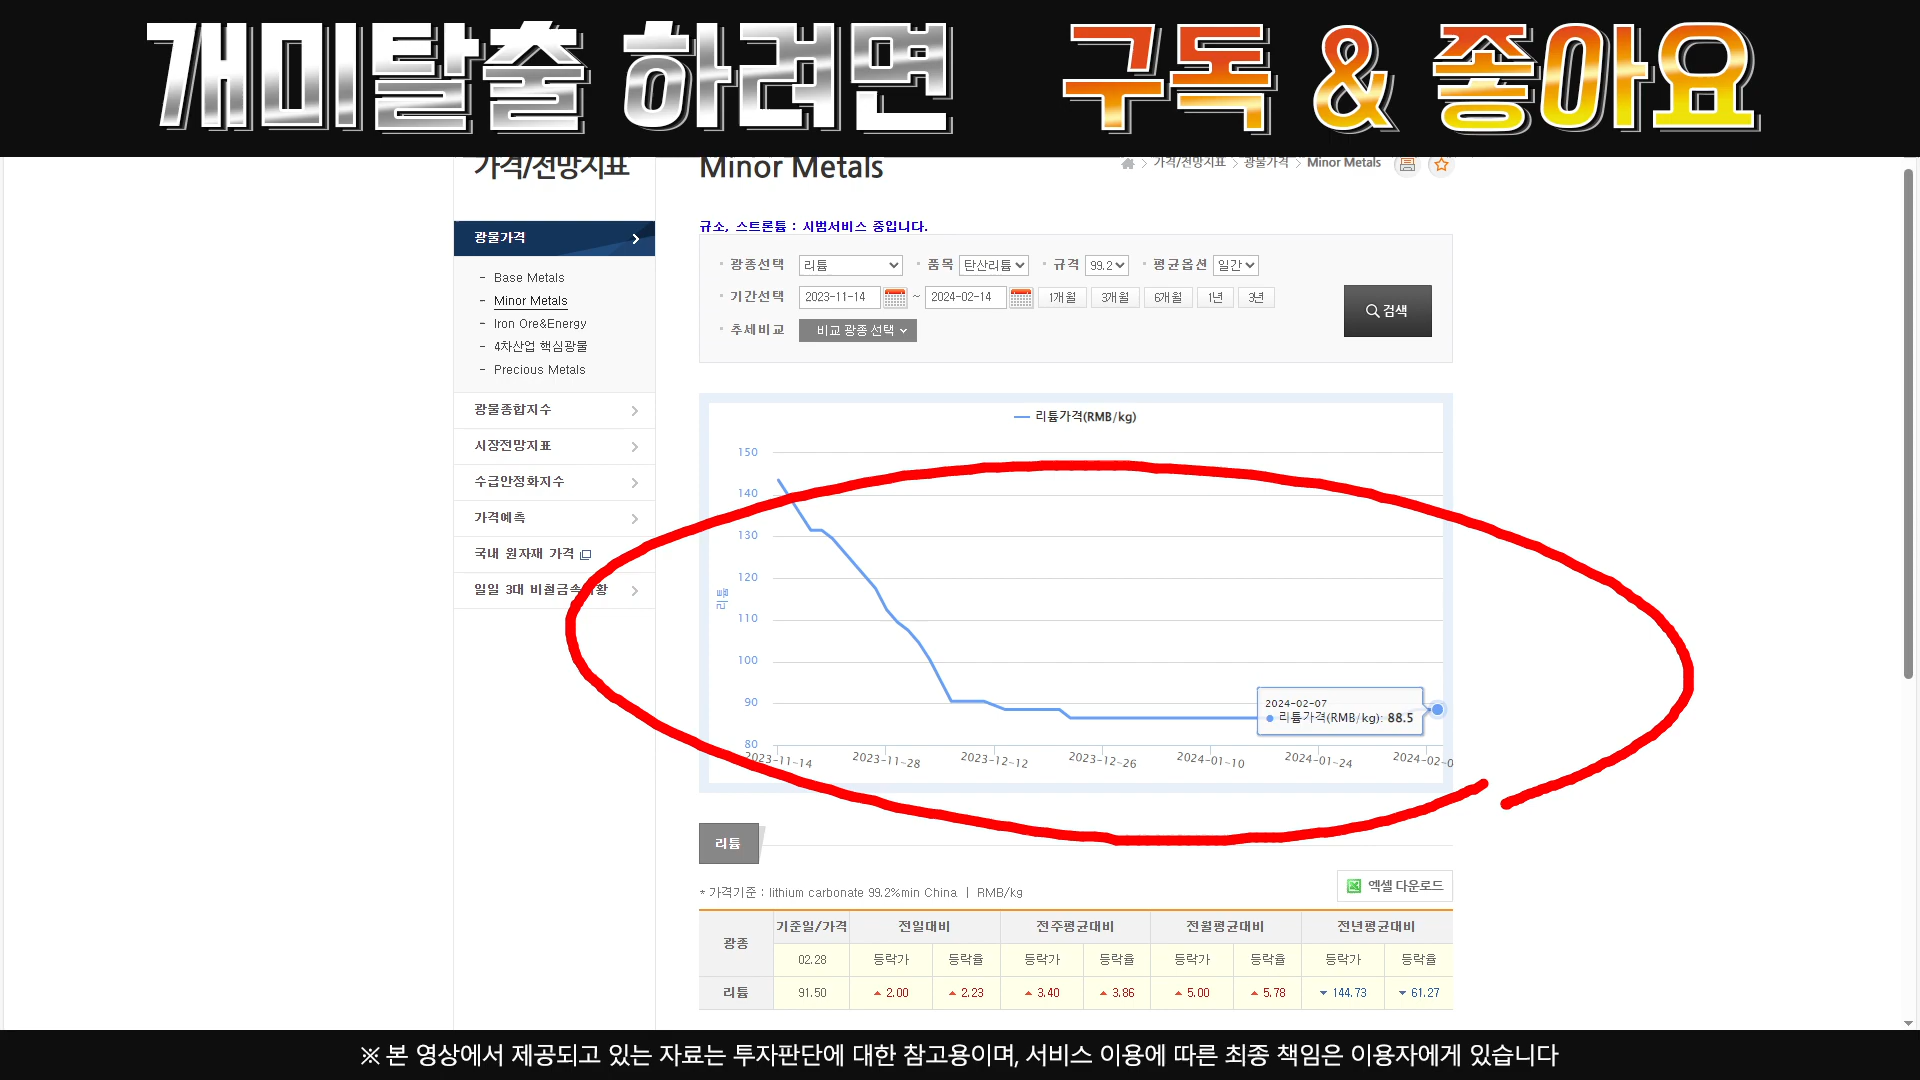 개미탈출 하려면 구독 & 좋아요
가격/전망지표
Minor Metals
가격/전망지표 > 광물가격 > Minor Metals
광물가격
- Base Metals
- Minor Metals
- Iron Ore&Energy
- 4차산업 핵심광물
- Precious Metals
광물종합지수
시장전망지표
수급안정화지수
가격예측
국내 원자재 가격
일일 3대 비철금속 황
규소, 스트론튬 : 시범서비스 중입니다.
광종선택 리튬 품목 탄산리튬 규격 99.2 평균옵션 일간
기간선택 2023-11-14 ~ 2024-02-14 1개월 3개월 6개월 1년 3년
추세비교 비교 광종 선택
검색
리튬가격(RMB/kg)
150
140
130
120
110
100
90
80
리튬
2024-02-07
리튬가격(RMB/kg): 88.5
2023-11-14 2023-11-28 2023-12-12 2023-12-26 2024-01-10 2024-01-24 2024-02-0
리튬
* 가격기준 : lithium carbonate 99.2%min China | RMB/kg
엑셀 다운로드
광종 기준일/가격 전일대비 전주평균대비 전월평균대비 전년평균대비
02.28 등락가 등락율 등락가 등락율 등락가 등락율 등락가 등락율
리튬 91.50 ▲ 2.00 ▲ 2.23 ▲ 3.40 ▲ 3.86 ▲ 5.00 ▲ 5.78 ▼ 144.73 ▼ 61.27
※ 본 영상에서 제공되고 있는 자료는 투자판단에 대한 참고용이며, 서비스 이용에 따른 최종 책임은 이용자에게 있습니다